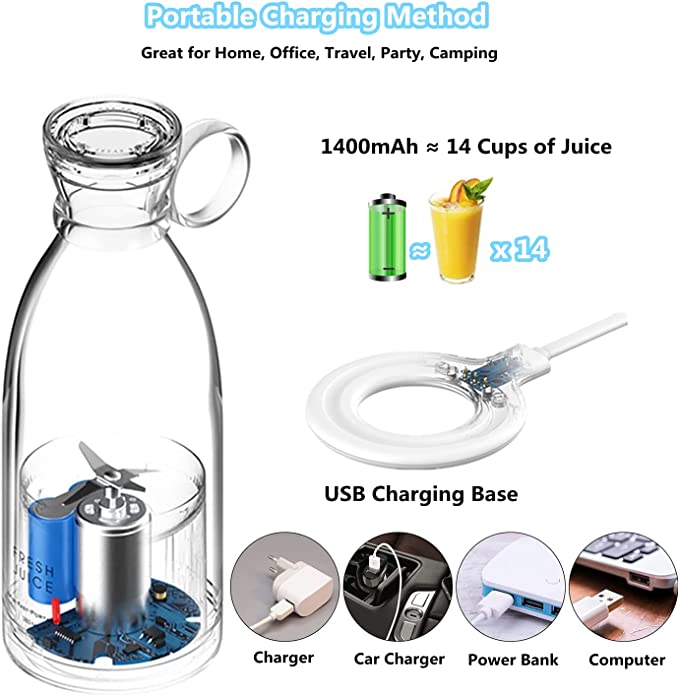 Portable Charging Method
Great for Home, Office, Travel, Party, Camping
1400mAh ≈ 14 Cups of Juice
≈ x 14
USB Charging Base
FRESH
JUICE
Charger
Car Charger
Power Bank
Computer